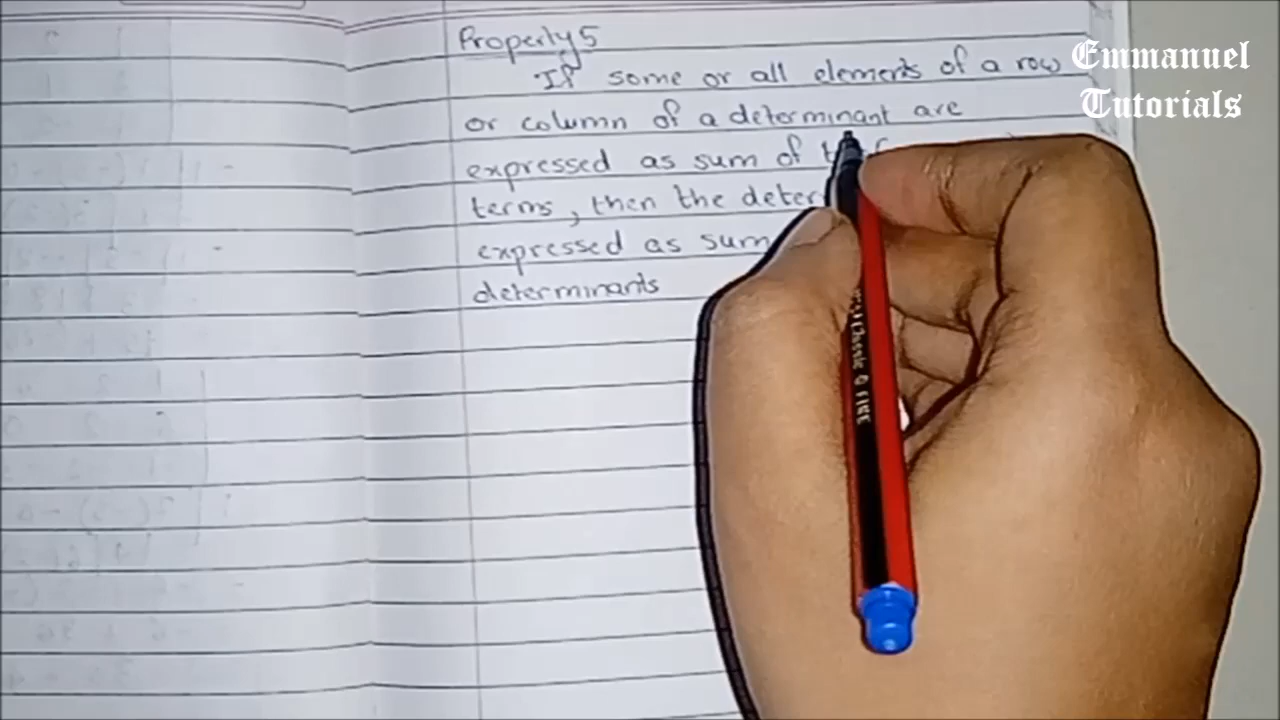 Property 5
If some or all elements of a row
or column of a determinant are
expressed as sum of
terms, then the deter
expressed as sum
determinants
Emmanuel
Tutorials